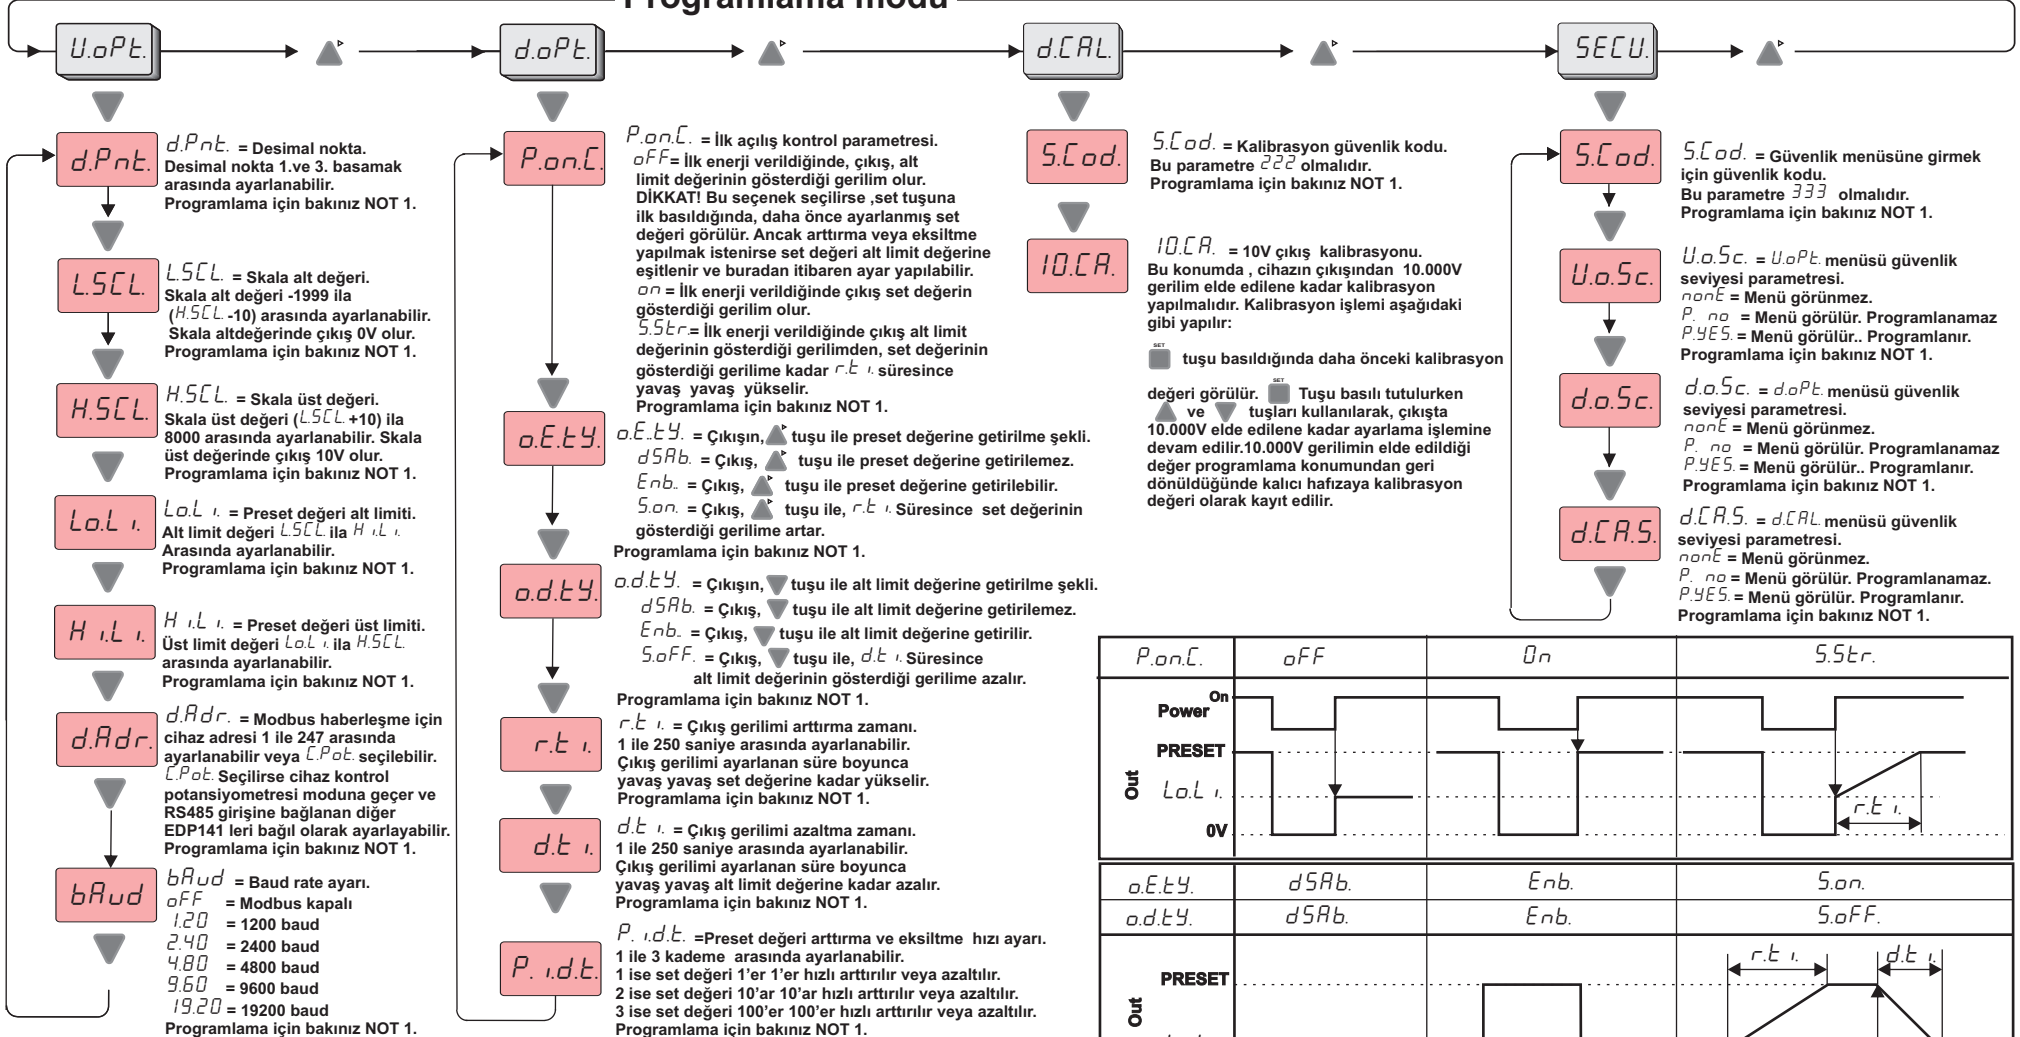 Programlama modu
U.oPt.
d.oPt.
d.CAL.
SECU.
d.Pnt.
d.Pnt. = Desimal nokta.
Desimal nokta 1.ve 3. basamak
arasında ayarlanabilir.
Programlama için bakınız NOT 1.
L.SCL.
L.SCL. = Skala alt değeri.
Skala alt değeri -1999 ila
(H.SCL. -10) arasında ayarlanabilir.
Skala altdeğerinde çıkış 0V olur.
Programlama için bakınız NOT 1.
H.SCL.
H.SCL. = Skala üst değeri.
Skala üst değeri (L.SCL. +10) ila
8000 arasında ayarlanabilir. Skala
üst değerinde çıkış 10V olur.
Programlama için bakınız NOT 1.
Lo.L ı.
Lo.L ı. = Preset değeri alt limiti.
Alt limit değeri L.SCL. ila H ı.L ı.
Arasında ayarlanabilir.
Programlama için bakınız NOT 1.
H ı.L ı.
H ı.L ı. = Preset değeri üst limiti.
Üst limit değeri Lo.L ı. ila H.SCL.
arasında ayarlanabilir.
Programlama için bakınız NOT 1.
d.Adr.
d.Adr. = Modbus haberleşme için
cihaz adresi 1 ile 247 arasında
ayarlanabilir veya C.Pot. seçilebilir.
C.Pot. Seçilirse cihaz kontrol
potansiyometresi moduna geçer ve
RS485 girişine bağlanan diğer
EDP141 leri bağıl olarak ayarlayabilir.
Programlama için bakınız NOT 1.
bAud
bAud = Baud rate ayarı.
oFF = Modbus kapalı
1.20 = 1200 baud
2.40 = 2400 baud
4.80 = 4800 baud
9.60 = 9600 baud
19.20 = 19200 baud
Programlama için bakınız NOT 1.
P.on.C.
P.on.C. = İlk açılış kontrol parametresi.
oFF = İlk enerji verildiğinde, çıkış, alt
limit değerinin gösterdiği gerilim olur.
DİKKAT! Bu seçenek seçilirse ,set tuşuna
ilk basıldığında, daha önce ayarlanmış set
değeri görülür. Ancak arttırma veya eksiltme
yapılmak istenirse set değeri alt limit değerine
eşitlenir ve buradan itibaren ayar yapılabilir.
on = İlk enerji verildiğinde çıkış set değerin
gösterdiği gerilim olur.
S.Str. = İlk enerji verildiğinde çıkış alt limit
değerinin gösterdiği gerilimden, set değerinin
gösterdiği gerilime kadar r.t ı. süresince
yavaş yavaş yükselir.
Programlama için bakınız NOT 1.
o.E.tY.
o.E..tY. = Çıkışın, tuşu ile preset değerine getirilme şekli.
dSAb. = Çıkış, tuşu ile preset değerine getirilemez.
Enb.. = Çıkış, tuşu ile preset değerine getirilebilir.
S.on. = Çıkış, tuşu ile, r.t ı. Süresince set değerinin
gösterdiği gerilime artar.
Programlama için bakınız NOT 1.
o.d.tY.
o.d.tY. = Çıkışın, tuşu ile alt limit değerine getirilme şekli.
dSAb. = Çıkış, tuşu ile alt limit değerine getirilemez.
Enb.. = Çıkış, tuşu ile alt limit değerine getirilir.
S.oFF. = Çıkış, tuşu ile, d.t ı. Süresince
alt limit değerinin gösterdiği gerilime azalır.
Programlama için bakınız NOT 1.
r.t ı.
r.t ı. = Çıkış gerilimi arttırma zamanı.
1 ile 250 saniye arasında ayarlanabilir.
Çıkış gerilimi ayarlanan süre boyunca
yavaş yavaş set değerine kadar yükselir.
Programlama için bakınız NOT 1.
d.t ı.
d.t ı. = Çıkış gerilimi azaltma zamanı.
1 ile 250 saniye arasında ayarlanabilir.
Çıkış gerilimi ayarlanan süre boyunca
yavaş yavaş alt limit değerine kadar azalır.
Programlama için bakınız NOT 1.
P. ı.d.t.
P. ı.d.t. =Preset değeri arttırma ve eksiltme hızı ayarı.
1 ile 3 kademe arasında ayarlanabilir.
1 ise set değeri 1'er 1'er hızlı arttırılır veya azaltılır.
2 ise set değeri 10'ar 10'ar hızlı arttırılır veya azaltılır.
3 ise set değeri 100'er 100'er hızlı arttırılır veya azaltılır.
Programlama için bakınız NOT 1.
S.Cod.
S.Cod. = Kalibrasyon güvenlik kodu.
Bu parametre 222 olmalıdır.
Programlama için bakınız NOT 1.
10.CA.
10.CA. = 10V çıkış kalibrasyonu.
Bu konumda , cihazın çıkışından 10.000V
gerilim elde edilene kadar kalibrasyon
yapılmalıdır. Kalibrasyon işlemi aşağıdaki
gibi yapılır:
SET
tuşu basıldığında daha önceki kalibrasyon
SET
değeri görülür. Tuşu basılı tutulurken
ve tuşları kullanılarak, çıkışta
10.000V elde edilene kadar ayarlama işlemine
devam edilir.10.000V gerilimin elde edildiği
değer programlama konumundan geri
dönüldüğünde kalıcı hafızaya kalibrasyon
değeri olarak kayıt edilir.
S.Cod.
S.Cod. = Güvenlik menüsüne girmek
için güvenlik kodu.
Bu parametre 333 olmalıdır.
Programlama için bakınız NOT 1.
U.o.Sc.
U.o.Sc. = U.oPt. menüsü güvenlik
seviyesi parametresi.
nonE = Menü görünmez.
P. no = Menü görülür. Programlanamaz
P.YES. = Menü görülür.. Programlanır.
Programlama için bakınız NOT 1.
d.o.Sc.
d.o.Sc. = d.oPt. menüsü güvenlik
seviyesi parametresi.
nonE = Menü görünmez.
P. no = Menü görülür. Programlanamaz
P.YES. = Menü görülür.. Programlanır.
Programlama için bakınız NOT 1.
d.CA.S.
d.CA.S. = d.CAL. menüsü güvenlik
seviyesi parametresi.
nonE = Menü görünmez.
P. no = Menü görülür. Programlanamaz.
P.YES. = Menü görülür. Programlanır.
Programlama için bakınız NOT 1.
P.on.C. oFF On S.Str.
On
Power
PRESET
Out
Lo.L ı.
r.t ı.
0V
o.E.tY. dSAb. Enb. S.on.
o.d.tY. dSAb. Enb. S.oFF.
r.t ı. d.t ı.
PRESET
Out